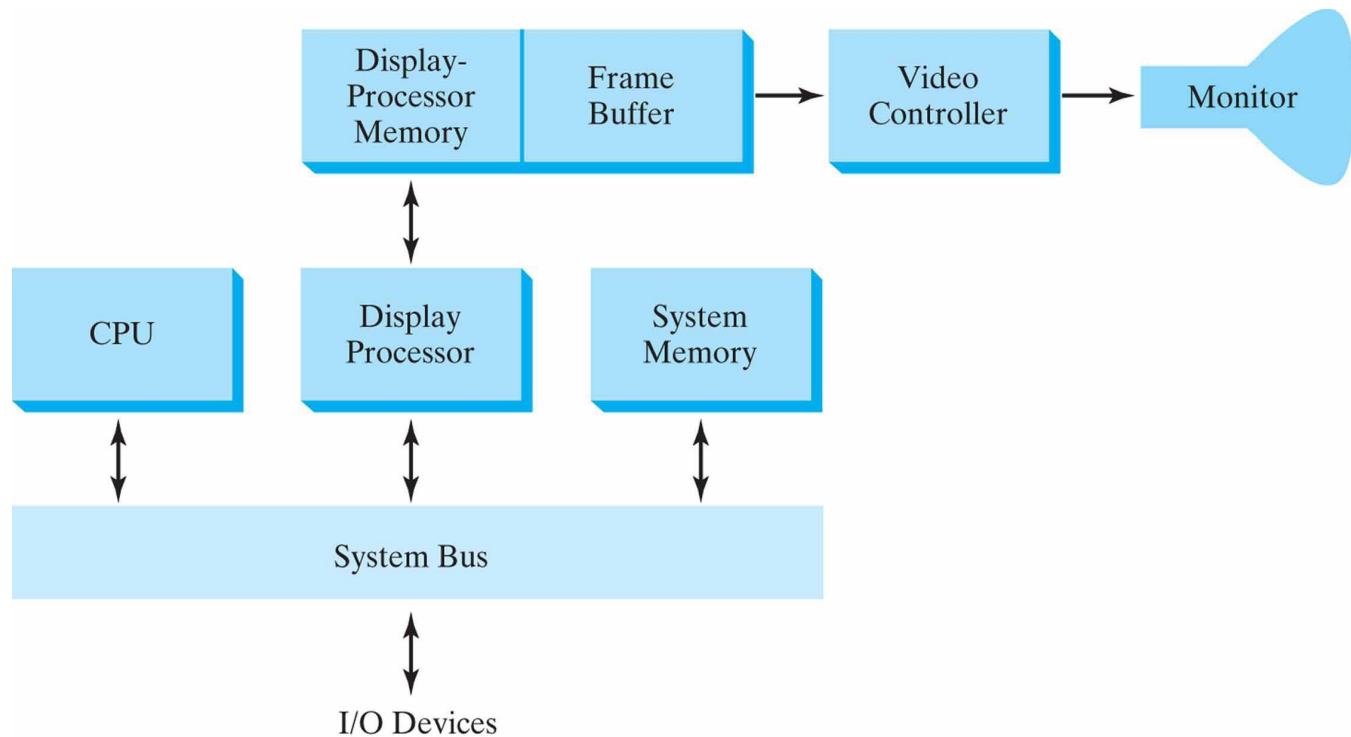 Display-
Processor
Memory
Frame
Buffer
Video
Controller
Monitor
CPU
Display
Processor
System
Memory
System Bus
I/O Devices